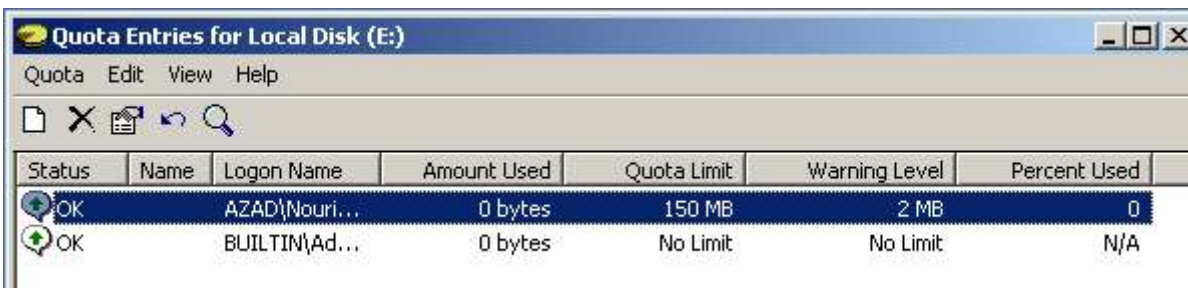 Quota Entries for Local Disk (E:)
Quota Edit View Help
Status Name Logon Name Amount Used Quota Limit Warning Level Percent Used
OK AZAD\Nouri... 0 bytes 150 MB 2 MB 0
OK BUILTIN\Ad... 0 bytes No Limit No Limit N/A